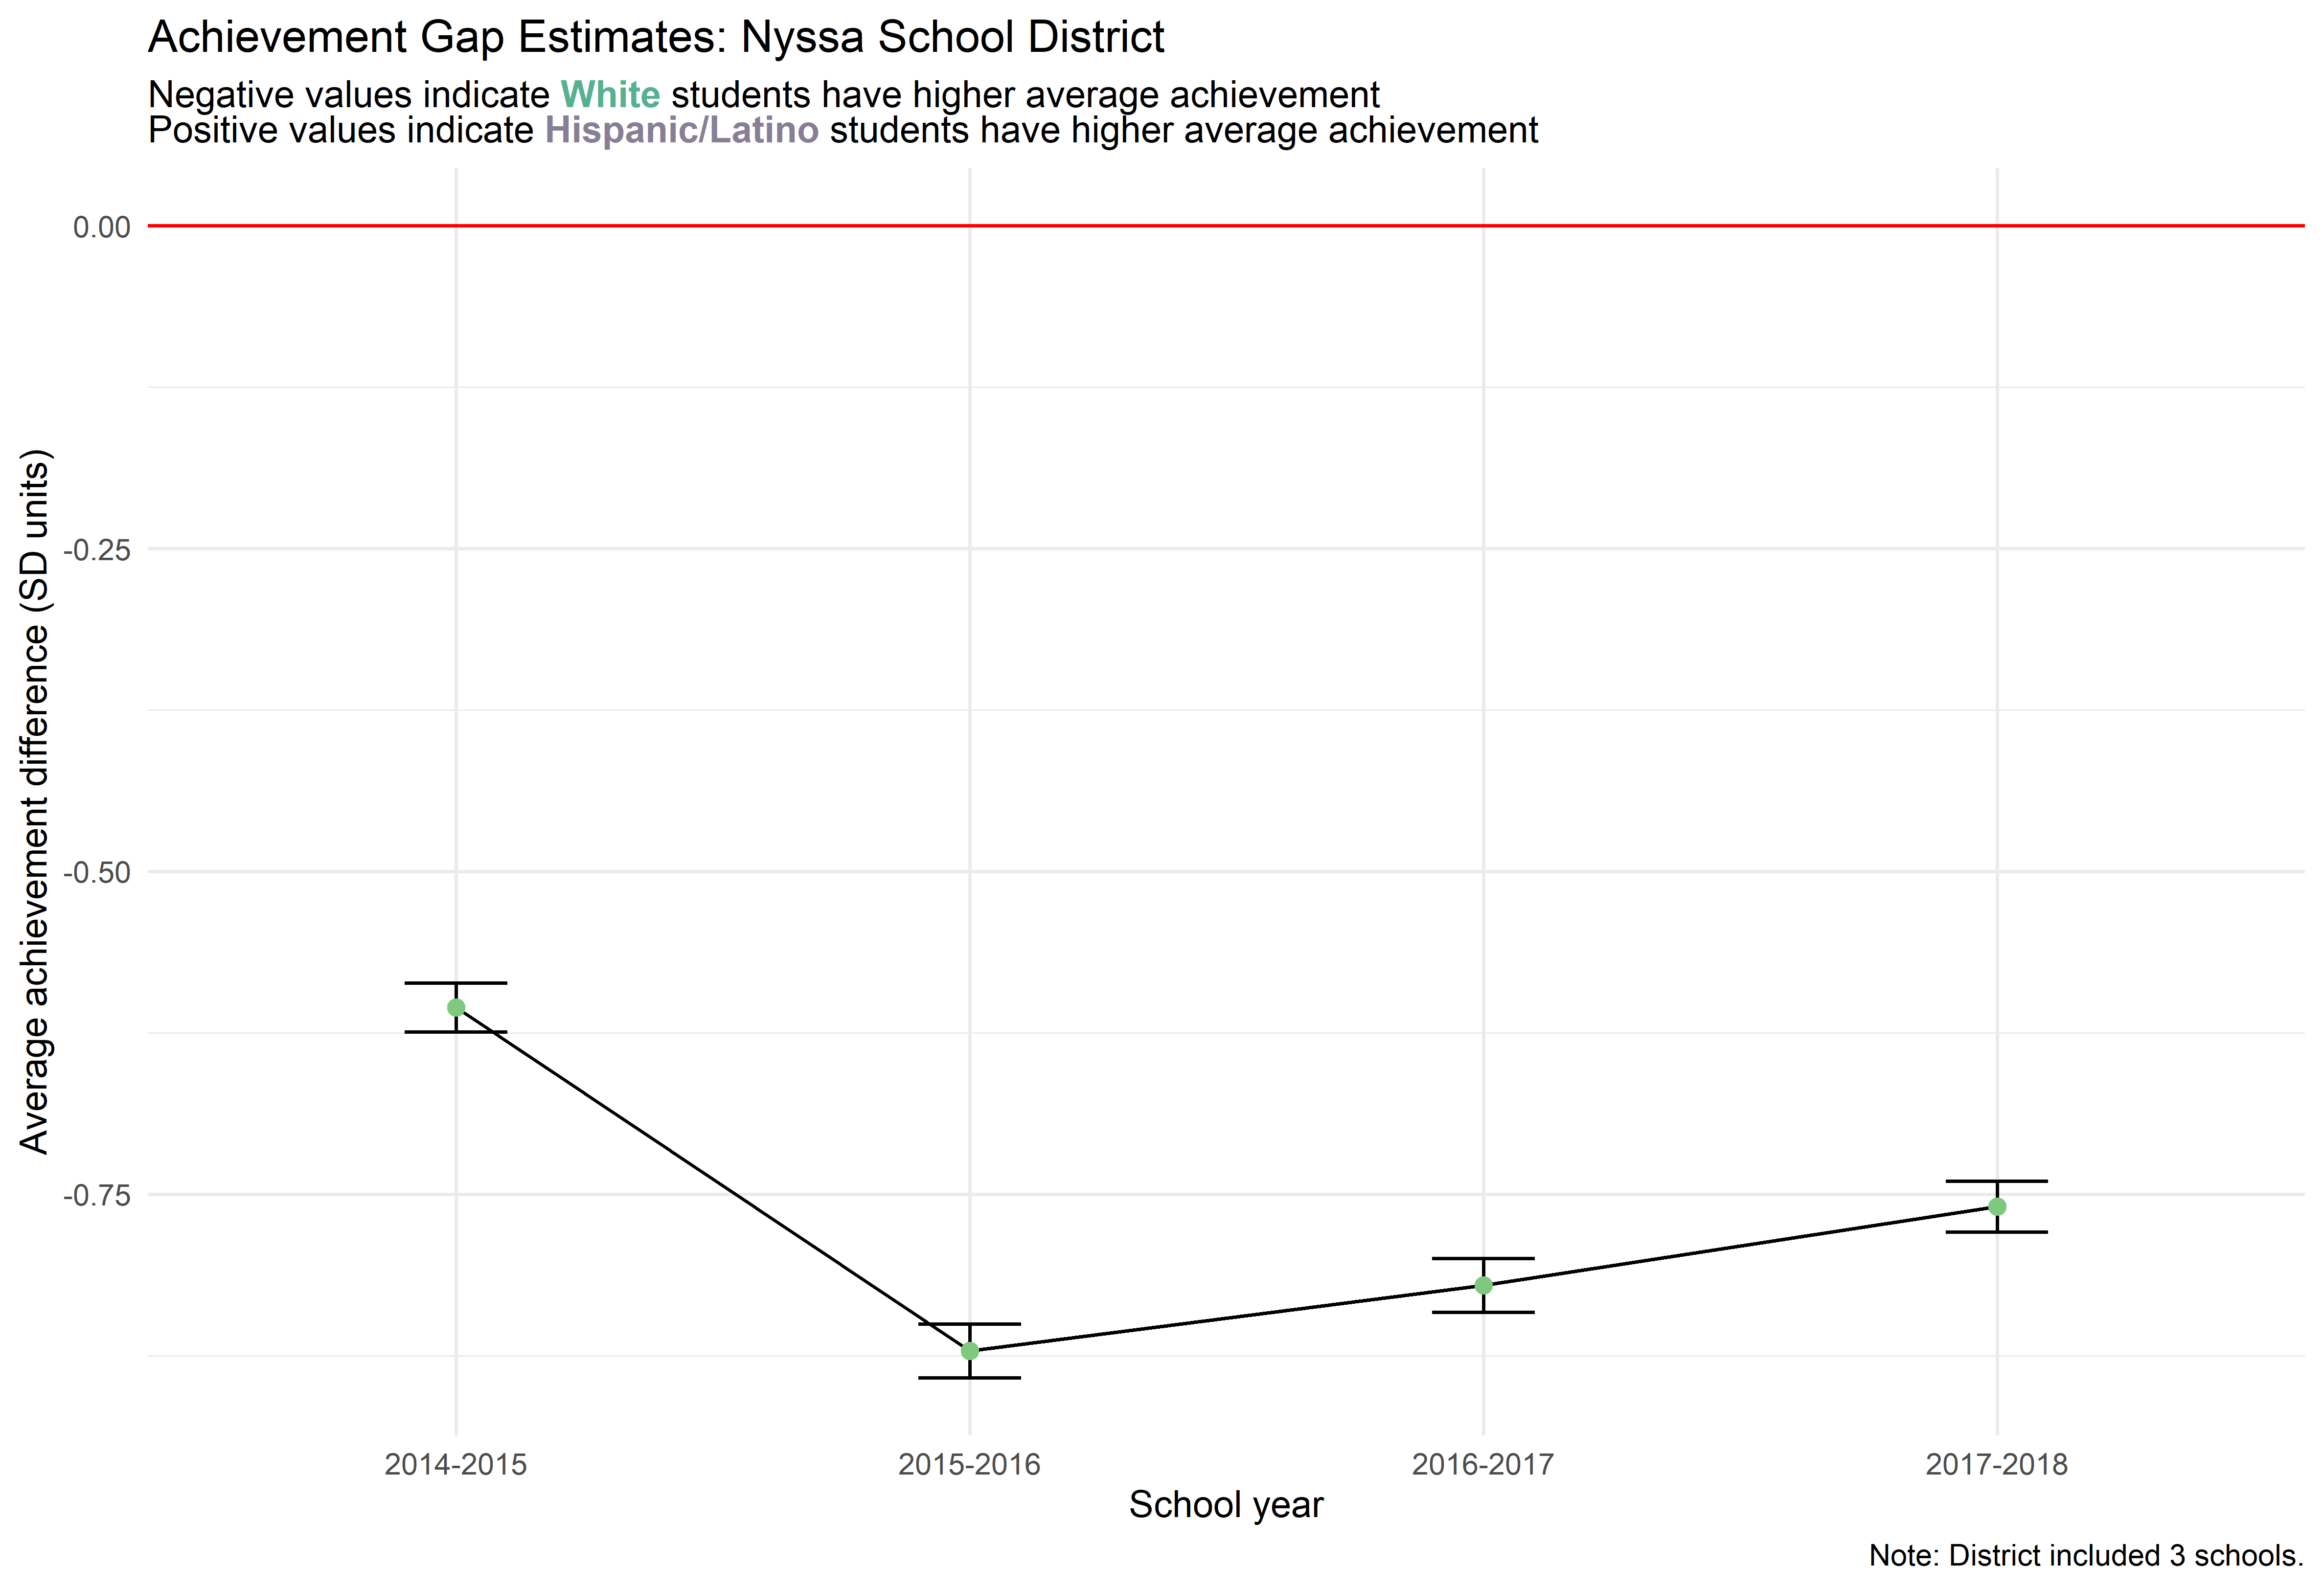 Achievement Gap Estimates: Nyssa School District
Negative values indicate White students have higher average achievement
Positive values indicate Hispanic/Latino students have higher average achievement
Average achievement difference (SD units)
0.00
-0.25
-0.50
-0.75
2014-2015
2015-2016
2016-2017
2017-2018
School year
Note: District included 3 schools.